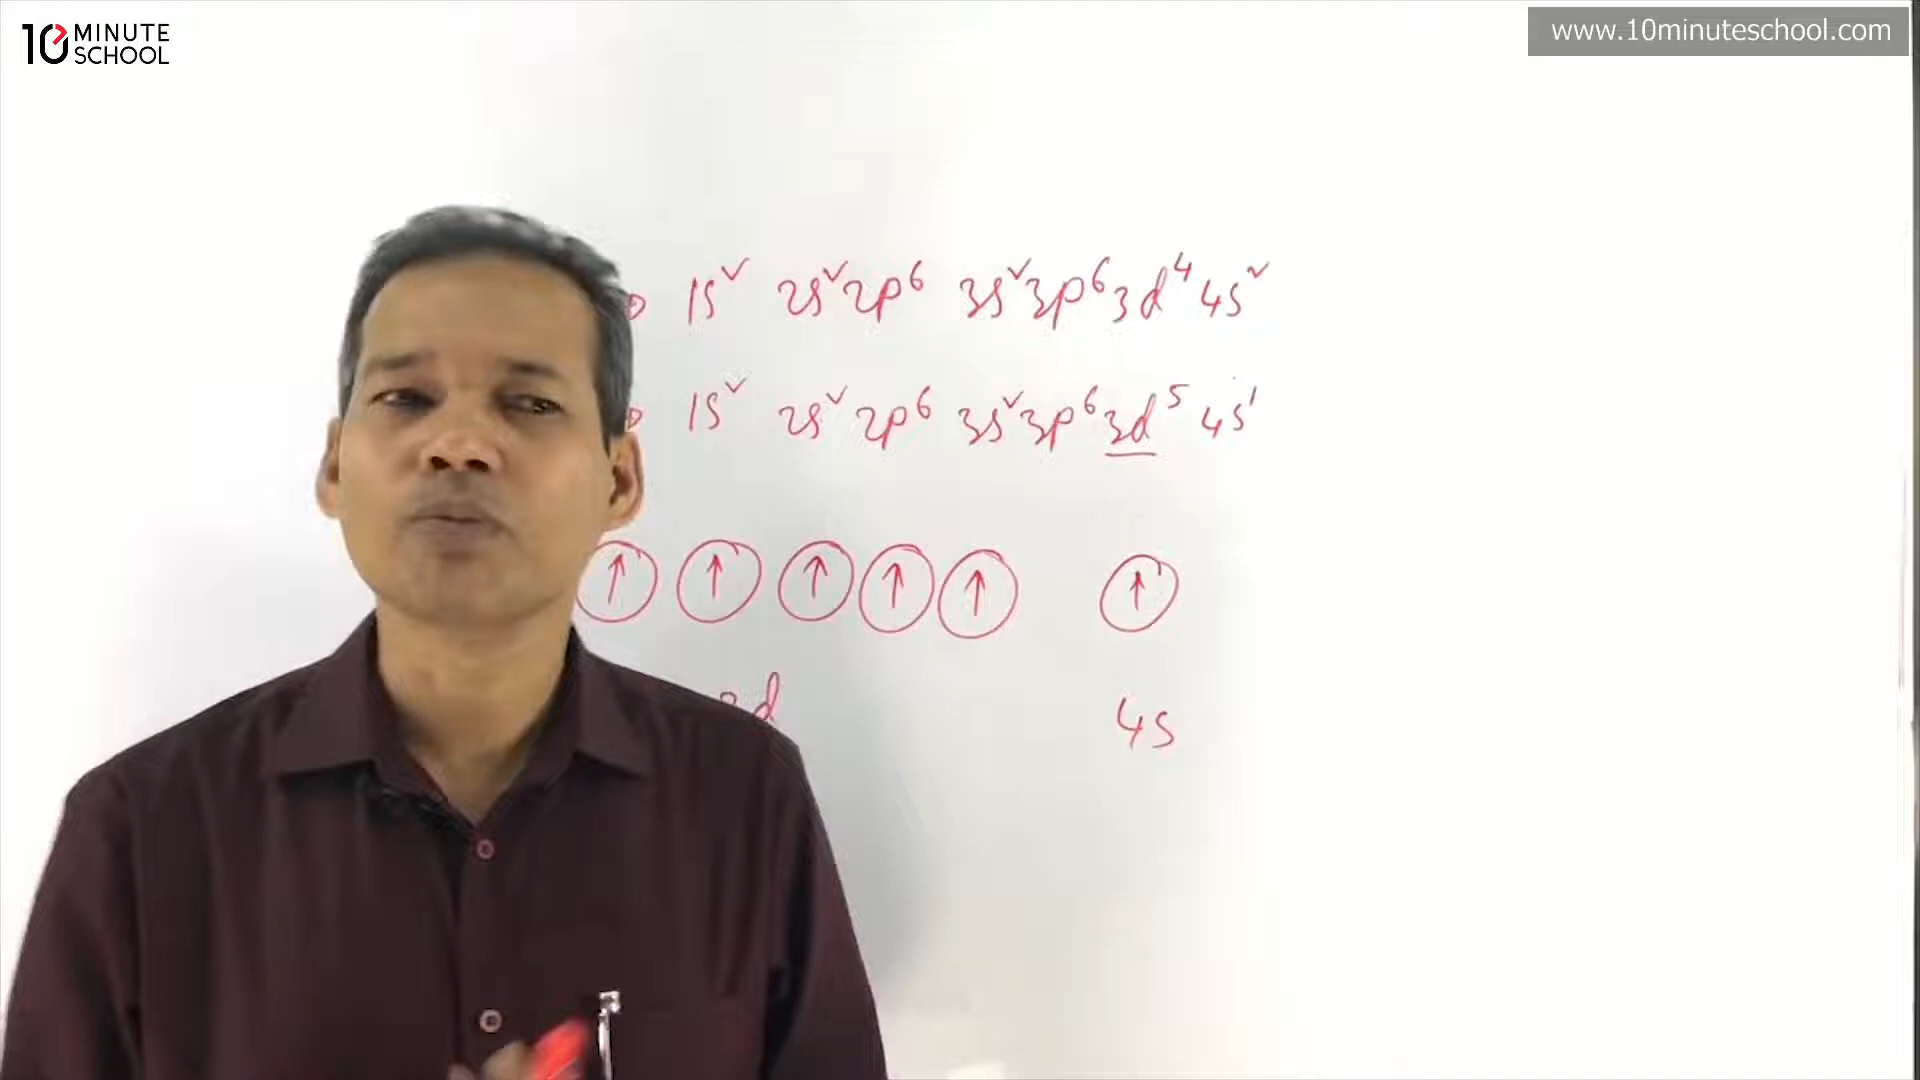 10 MINUTE SCHOOL
www.10minuteschool.com
1s² 2s² 2p⁶ 3s² 3p⁶ 3d⁴ 4s²
1s² 2s² 2p⁶ 3s² 3p⁶ 3d⁵ 4s¹
↑ ↑ ↑ ↑ ↑ ↑
3d 4s